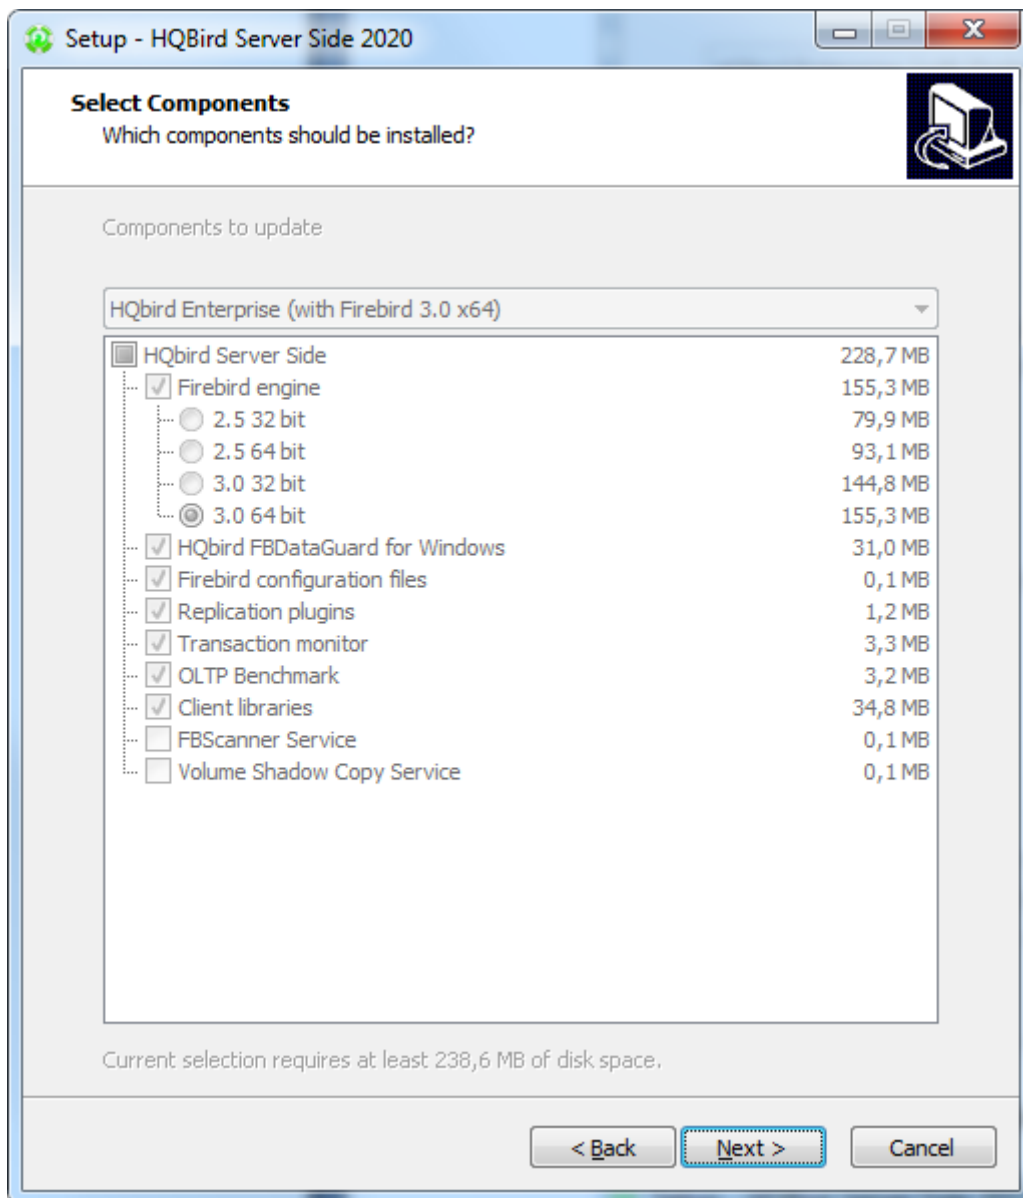 Setup - HQBird Server Side 2020
Select Components
Which components should be installed?
Components to update
HQbird Enterprise (with Firebird 3.0 x64)
HQbird Server Side 228,7 MB
Firebird engine 155,3 MB
2.5 32 bit 79,9 MB
2.5 64 bit 93,1 MB
3.0 32 bit 144,8 MB
3.0 64 bit 155,3 MB
HQbird FBDataGuard for Windows 31,0 MB
Firebird configuration files 0,1 MB
Replication plugins 1,2 MB
Transaction monitor 3,3 MB
OLTP Benchmark 3,2 MB
Client libraries 34,8 MB
FBScanner Service 0,1 MB
Volume Shadow Copy Service 0,1 MB
Current selection requires at least 238,6 MB of disk space.
< Back Next > Cancel